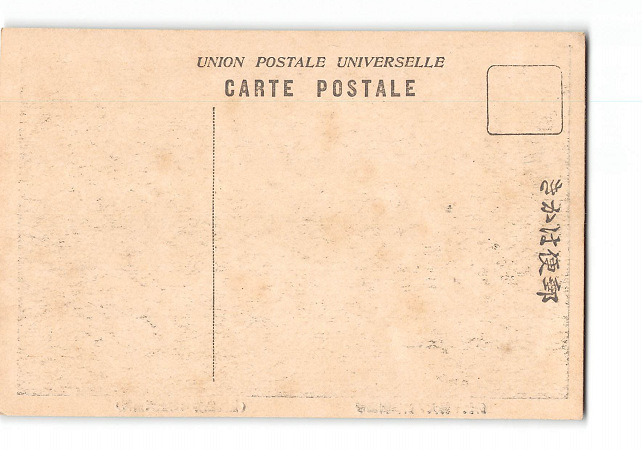 UNION POSTALE UNIVERSELLE
CARTE POSTALE
きかは便郵